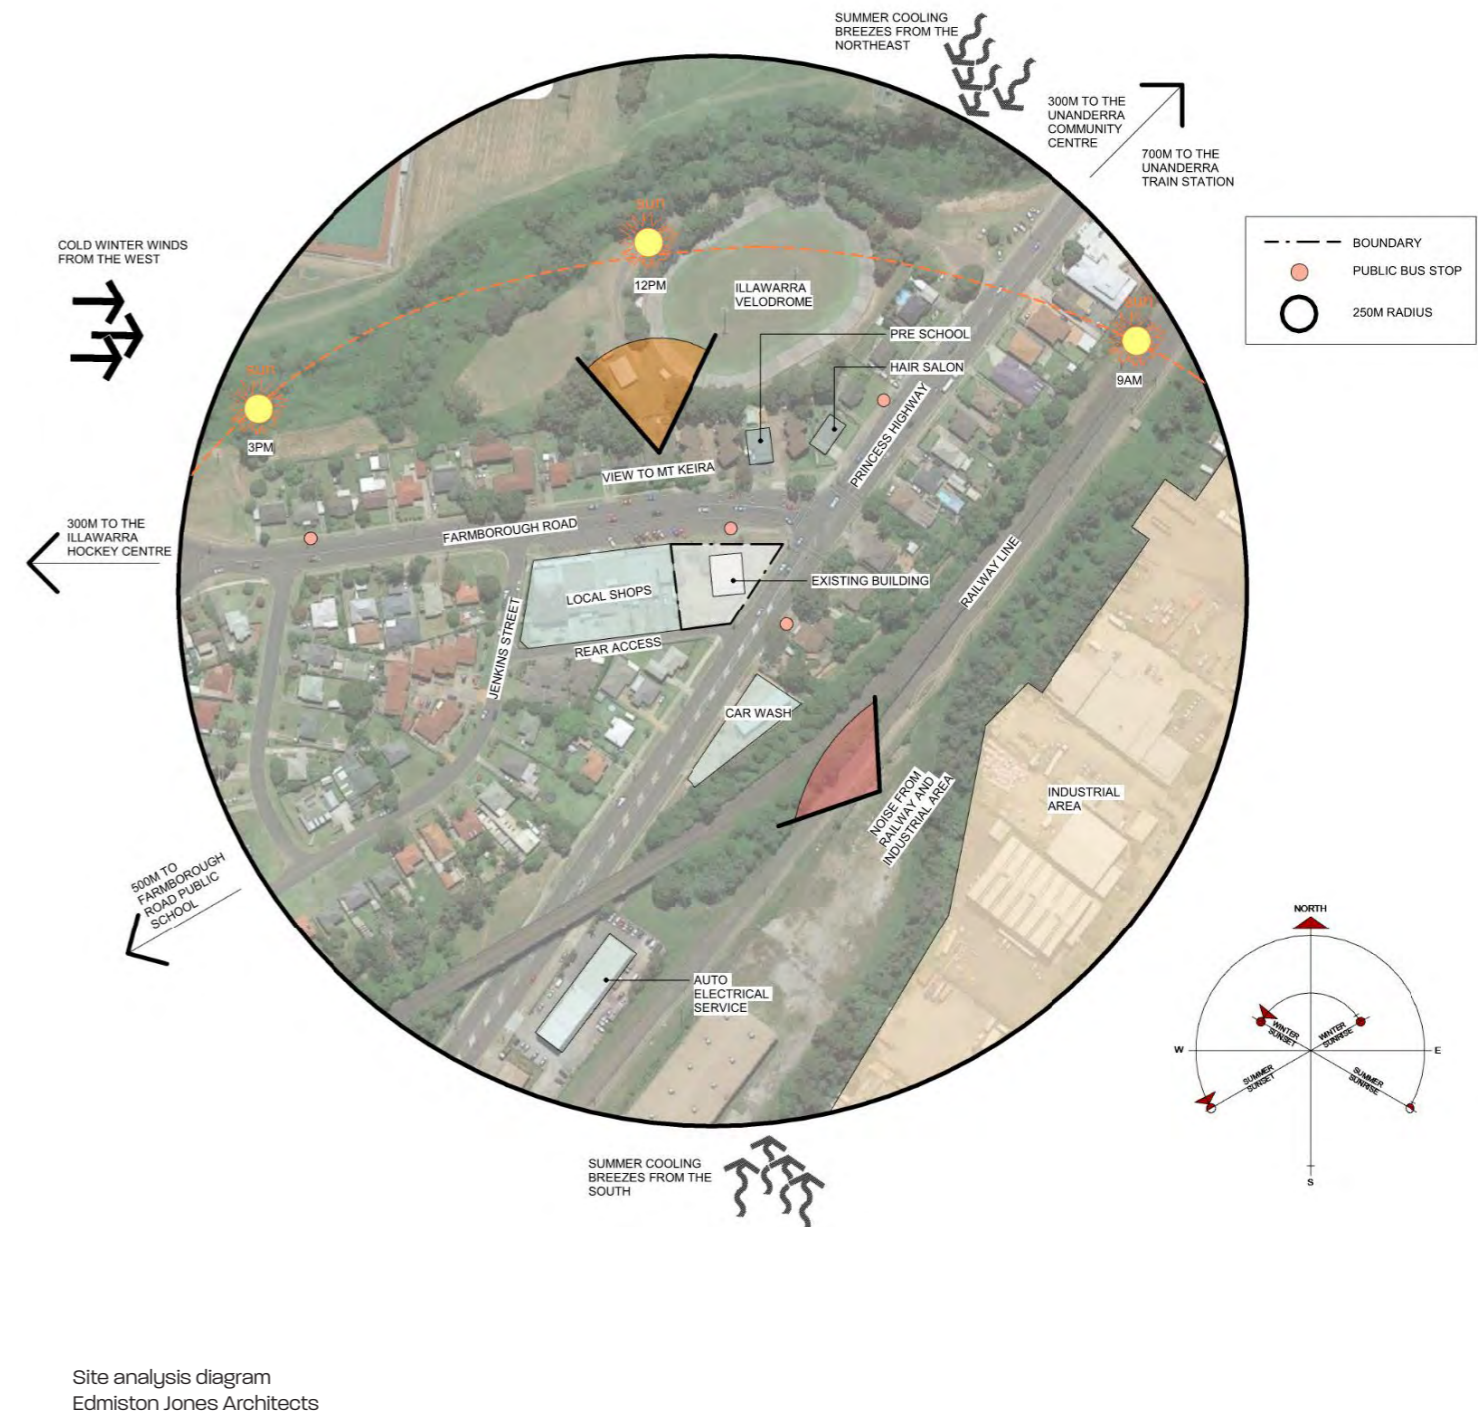 SUMMER COOLING
BREEZES FROM THE
NORTHEAST
300M TO THE
UNANDERRA
COMMUNITY
CENTRE
700M TO THE
UNANDERRA
TRAIN STATION
COLD WINTER WINDS
FROM THE WEST
BOUNDARY
PUBLIC BUS STOP
250M RADIUS
SUN
12PM
ILLAWARRA
VELODROME
SUN
9AM
PRE SCHOOL
HAIR SALON
SUN
3PM
PRINCESS HIGHWAY
VIEW TO MT KEIRA
300M TO THE
ILLAWARRA
HOCKEY CENTRE
FARMBOROUGH ROAD
EXISTING BUILDING
RAILWAY LINE
LOCAL SHOPS
JENKINS STREET
REAR ACCESS
CAR WASH
NOISE FROM
RAILWAY AND
INDUSTRIAL AREA
INDUSTRIAL
AREA
500M TO
FARMBOROUGH
ROAD PUBLIC
SCHOOL
AUTO
ELECTRICAL
SERVICE
NORTH
WINTER
SUNSET
WINTER
SUNRISE
W
E
SUMMER
SUNSET
SUMMER
SUNRISE
S
SUMMER COOLING
BREEZES FROM THE
SOUTH
Site analysis diagram
Edmiston Jones Architects